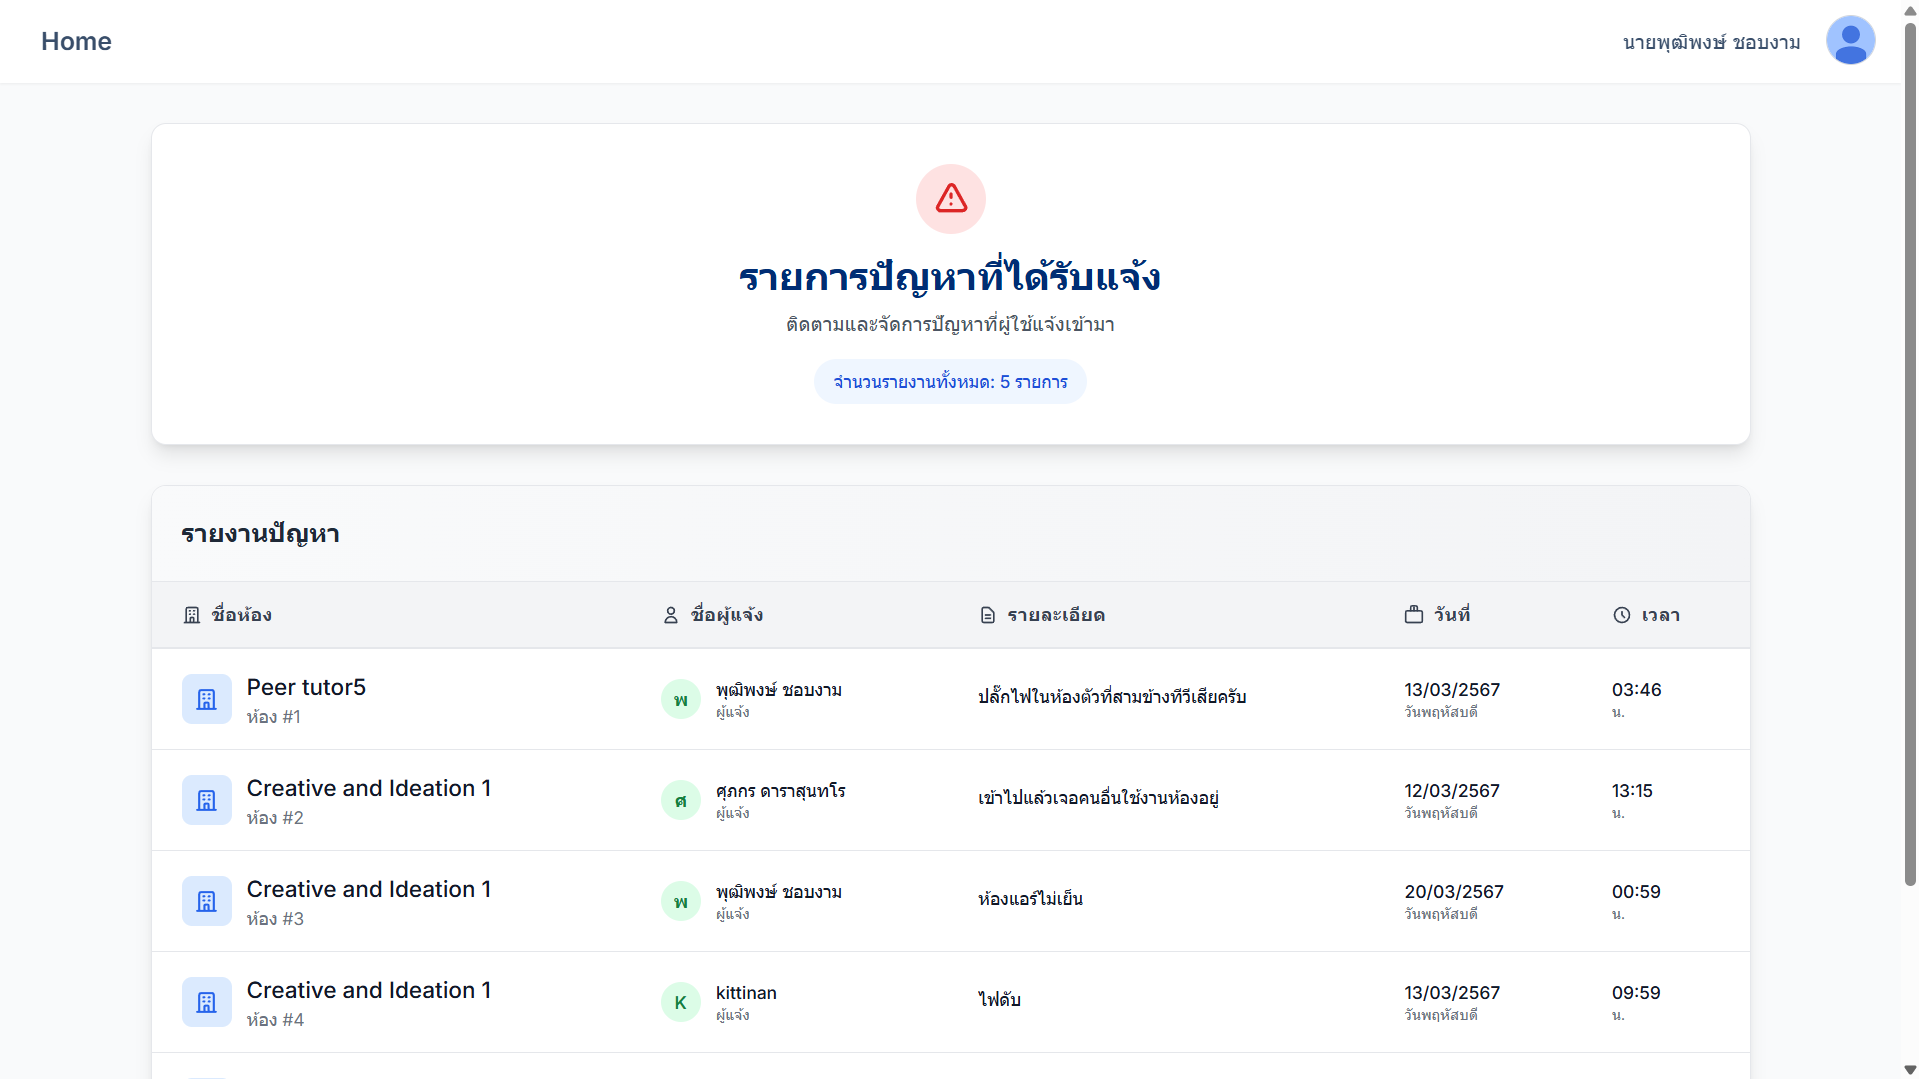 Home
นายพุฒิพงษ์ ชอบงาม
รายการปัญหาที่ได้รับแจ้ง
ติดตามและจัดการปัญหาที่ผู้ใช้แจ้งเข้ามา
จำนวนรายงานทั้งหมด: 5 รายการ
รายงานปัญหา
ชื่อห้อง ชื่อผู้แจ้ง รายละเอียด วันที่ เวลา
Peer tutor5
ห้อง #1
พ
พุฒิพงษ์ ชอบงาม
ผู้แจ้ง
ปลั๊กไฟในห้องตัวที่สามข้างทีวีเสียครับ
13/03/2567
วันพฤหัสบดี
03:46
น.
Creative and Ideation 1
ห้อง #2
ศ
ศุภกร ดาราสุนทโร
ผู้แจ้ง
เข้าไปแล้วเจอคนอื่นใช้งานห้องอยู่
12/03/2567
วันพฤหัสบดี
13:15
น.
Creative and Ideation 1
ห้อง #3
พ
พุฒิพงษ์ ชอบงาม
ผู้แจ้ง
ห้องแอร์ไม่เย็น
20/03/2567
วันพฤหัสบดี
00:59
น.
Creative and Ideation 1
ห้อง #4
K
kittinan
ผู้แจ้ง
ไฟดับ
13/03/2567
วันพฤหัสบดี
09:59
น.